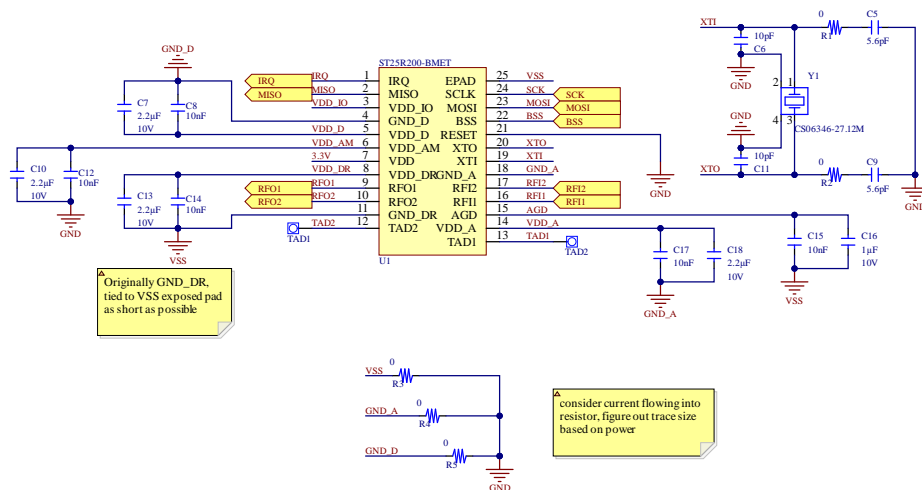 XTI
0
R1
C5
5.6pF
10pF
C6
GND
Y1
2 1
4 3
CS06346-27.12M
GND
10pF
C11
XTO
0
R2
C9
5.6pF
ST25R200-BMET
GND_D
C7
2.2µF
10V
C8
10nF
IRQ IRQ 1 IRQ EPAD 25 VSS
MISO MISO 2 MISO SCLK 24 SCK SCK
VDD_IO 3 VDD_IO MOSI 23 MOSI MOSI
4 GND_D BSS 22 BSS BSS
VDD_D 5 VDD_D RESET 21
VDD_AM 6 VDD_AM XTO 20 XTO
3.3V 7 VDD XTI 19 XTI
VDD_DR 8 VDD_DR GND_A 18 GND_A
RFO1 RFO1 9 RFO1 RFI2 17 RFI2 RFI2
RFO2 RFO2 10 RFO2 RFI1 16 RFI1 RFI1
11 GND_DR AGD 15 AGD
TAD2 12 TAD2 VDD_A 14 VDD_A
TAD1
TAD1 13 TAD1
TAD2
U1
GND
C10
2.2µF
10V
C12
10nF
GND
C13
2.2µF
10V
C14
10nF
VSS
C17
10nF
C18
2.2µF
10V
GND_A
C15
10nF
C16
1µF
10V
VSS
Originally GND_DR,
tied to VSS exposed pad
as short as possible
VSS
0
R3
GND_A
0
R4
GND_D
0
R5
GND
consider current flowing into
resistor, figure out trace size
based on power